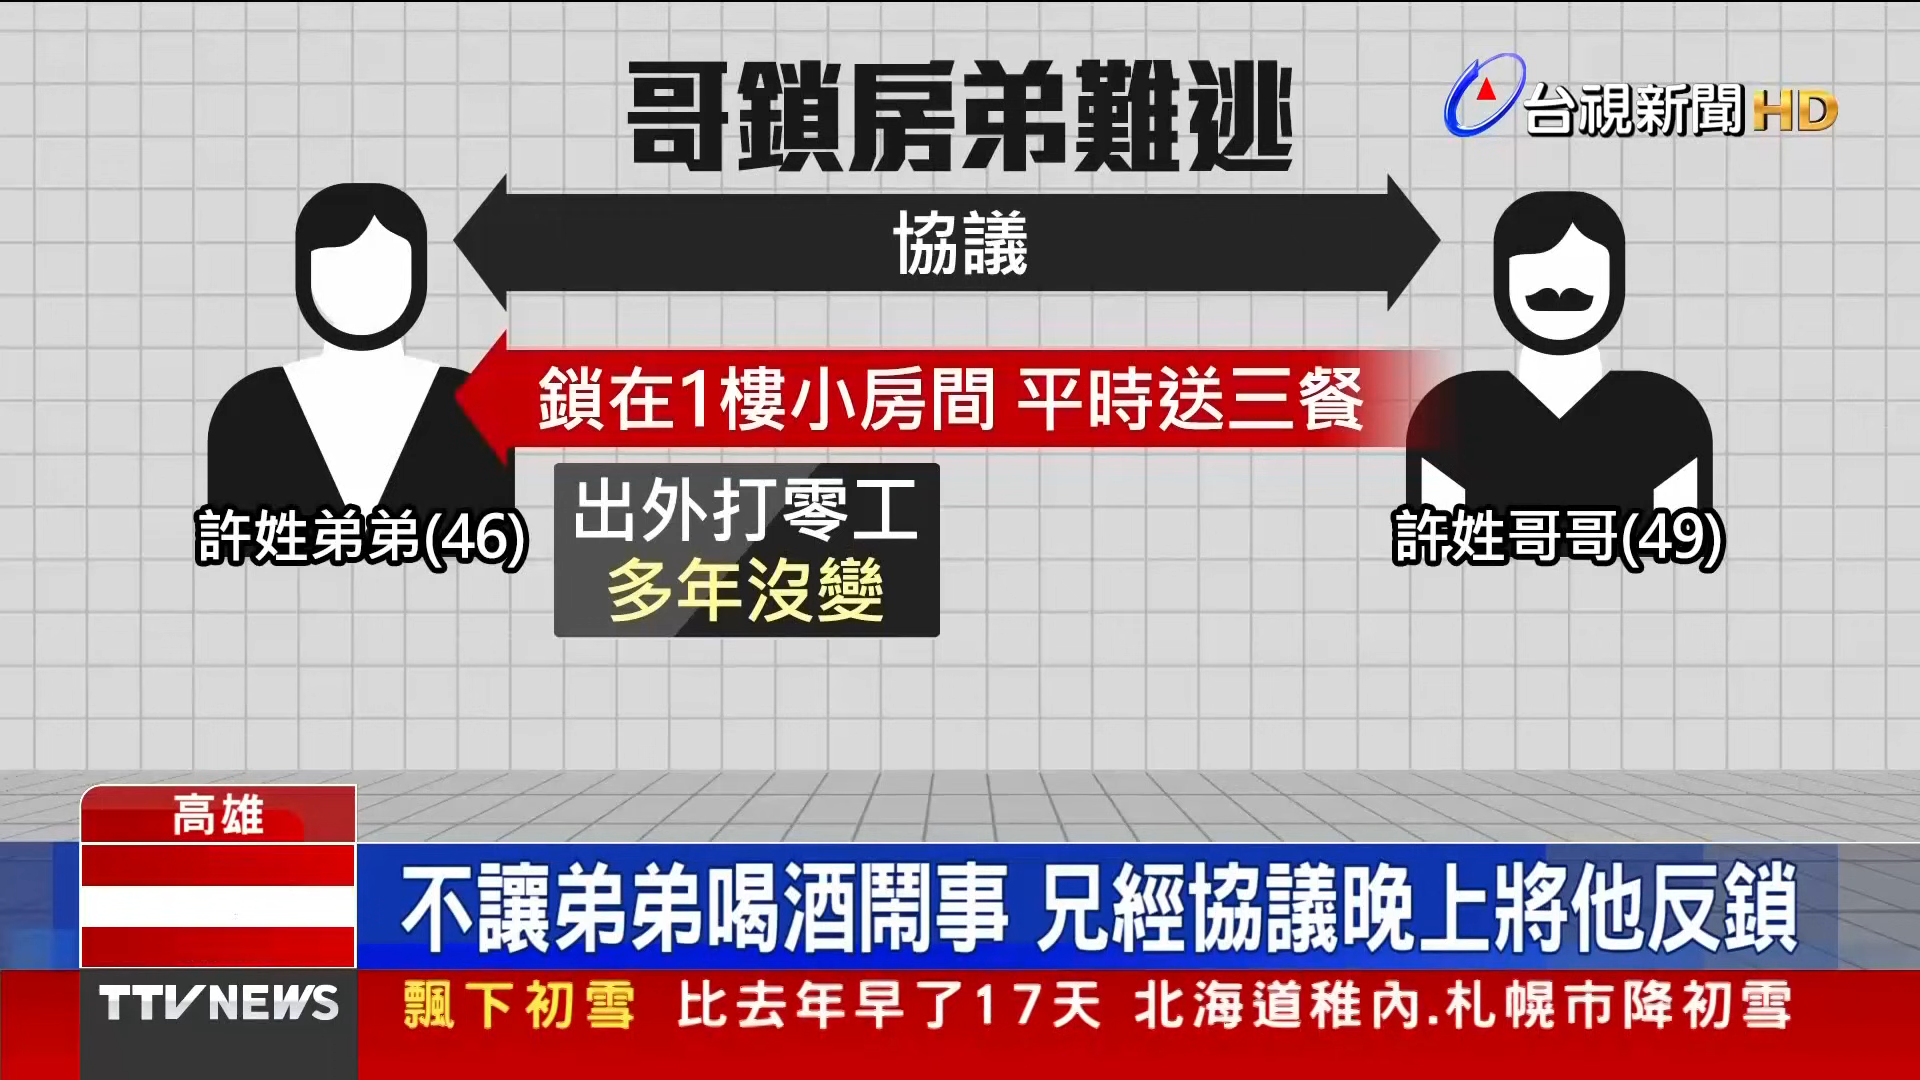 哥鎖房弟難逃
台視新聞HD
協議
鎖在1樓小房間 平時送三餐
出外打零工
多年沒變
許姓弟弟(46)
許姓哥哥(49)
高雄
不讓弟弟喝酒鬧事 兄經協議晚上將他反鎖
TTV NEWS
飄下初雪 比去年早了17天 北海道稚內.札幌市降初雪